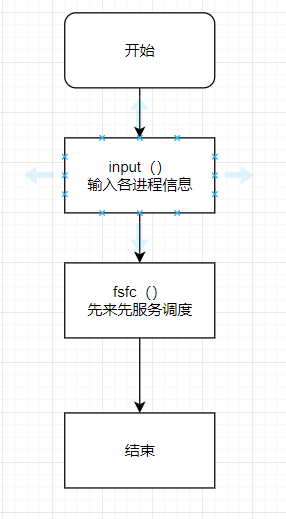 开始
input（）
输入各进程信息
fsfc（）
先来先服务调度
结束